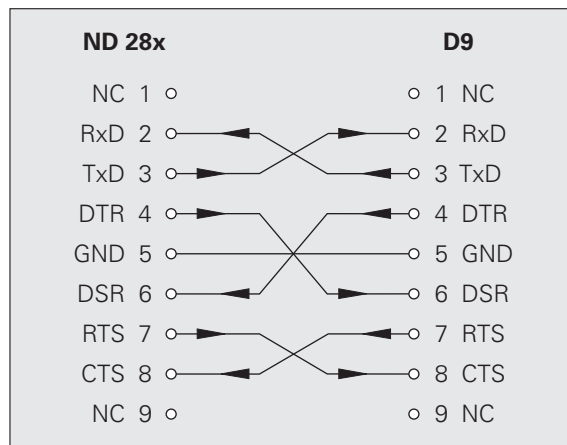 ND 28x D9
NC 1 1 NC
RxD 2 2 RxD
TxD 3 3 TxD
DTR 4 4 DTR
GND 5 5 GND
DSR 6 6 DSR
RTS 7 7 RTS
CTS 8 8 CTS
NC 9 9 NC